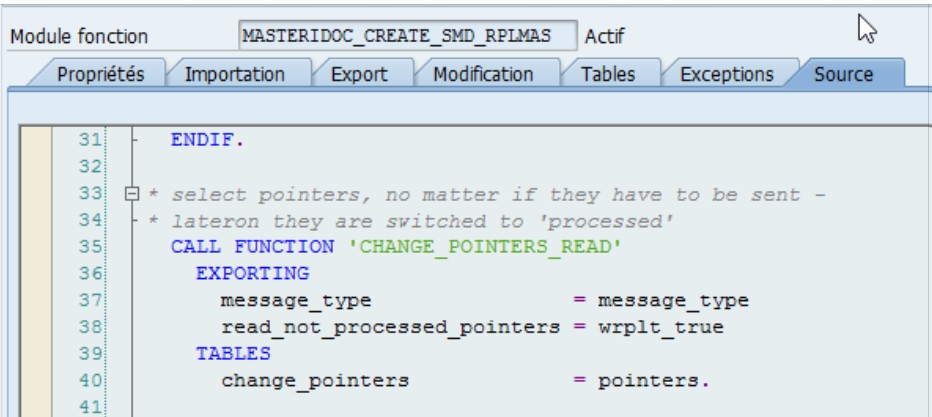 Module fonction MASTERIDOC_CREATE_SMD_RPLMAS Actif
Propriétés Importation Export Modification Tables Exceptions Source
31 ENDIF.
32
33 * select pointers, no matter if they have to be sent -
34 * lateron they are switched to 'processed'
35 CALL FUNCTION 'CHANGE_POINTERS_READ'
36 EXPORTING
37 message_type = message_type
38 read_not_processed_pointers = wrplt_true
39 TABLES
40 change_pointers = pointers.
41